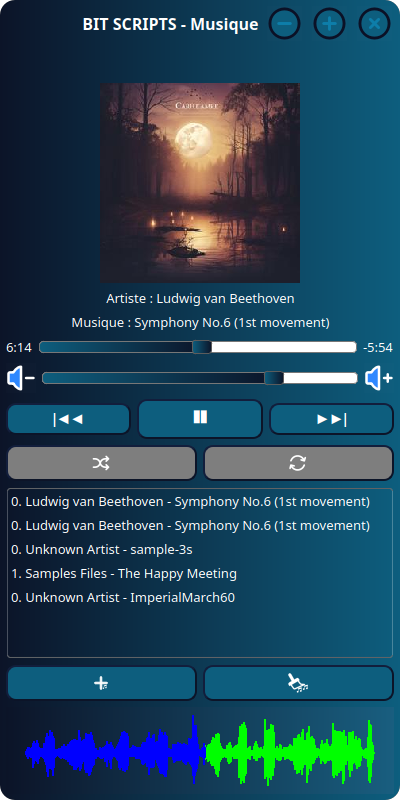 BIT SCRIPTS - Musique
Artiste : Ludwig van Beethoven
Musique : Symphony No.6 (1st movement)
6:14 -5:54
0. Ludwig van Beethoven - Symphony No.6 (1st movement)
0. Ludwig van Beethoven - Symphony No.6 (1st movement)
0. Unknown Artist - sample-3s
1. Samples Files - The Happy Meeting
0. Unknown Artist - ImperialMarch60